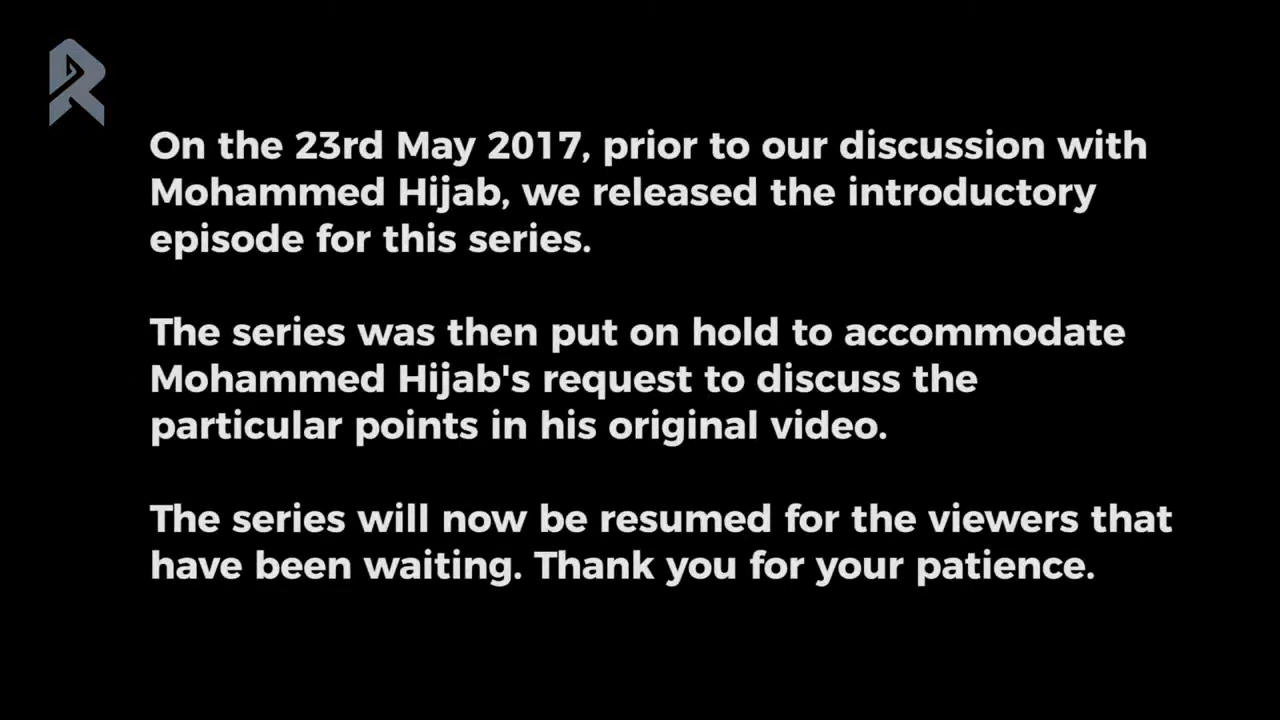 On the 23rd May 2017, prior to our discussion with
Mohammed Hijab, we released the introductory
episode for this series.
The series was then put on hold to accommodate
Mohammed Hijab's request to discuss the
particular points in his original video.
The series will now be resumed for the viewers that
have been waiting. Thank you for your patience.